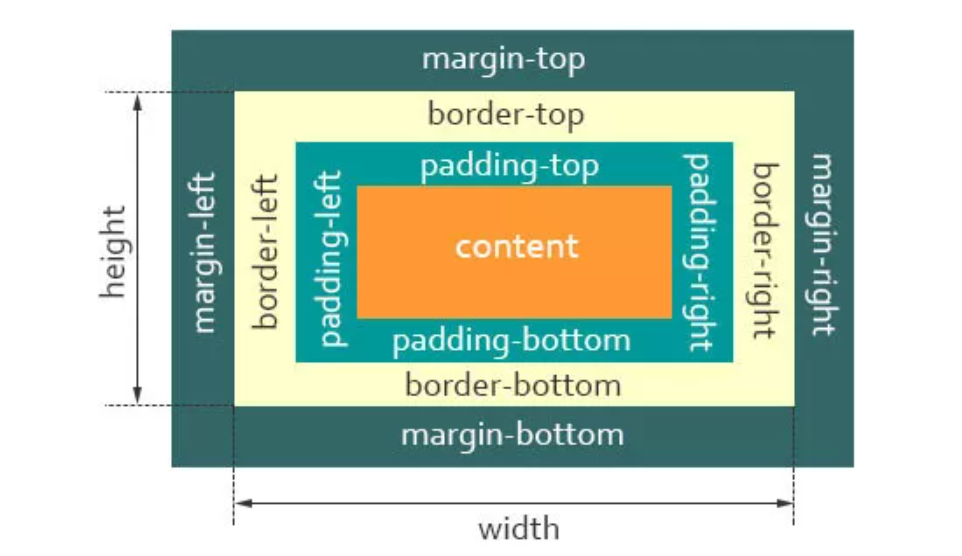 margin-top
border-top
padding-top
height
margin-left
border-left
padding-left
content
padding-right
border-right
margin-right
padding-bottom
border-bottom
margin-bottom
width